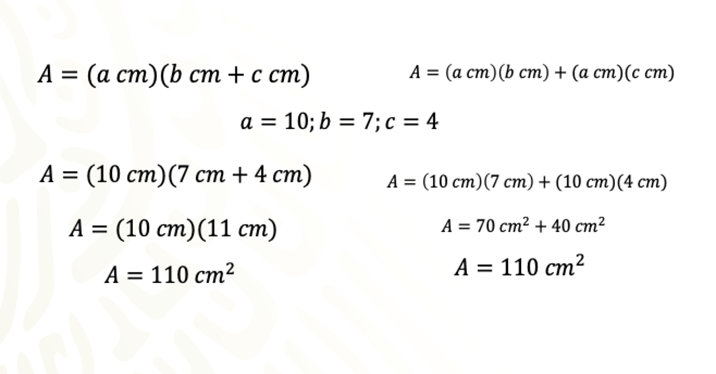 A = (a cm)(b cm + c cm)
A = (a cm)(b cm) + (a cm)(c cm)
a = 10; b = 7; c = 4
A = (10 cm)(7 cm + 4 cm)
A = (10 cm)(7 cm) + (10 cm)(4 cm)
A = (10 cm)(11 cm)
A = 70 cm² + 40 cm²
A = 110 cm²
A = 110 cm²